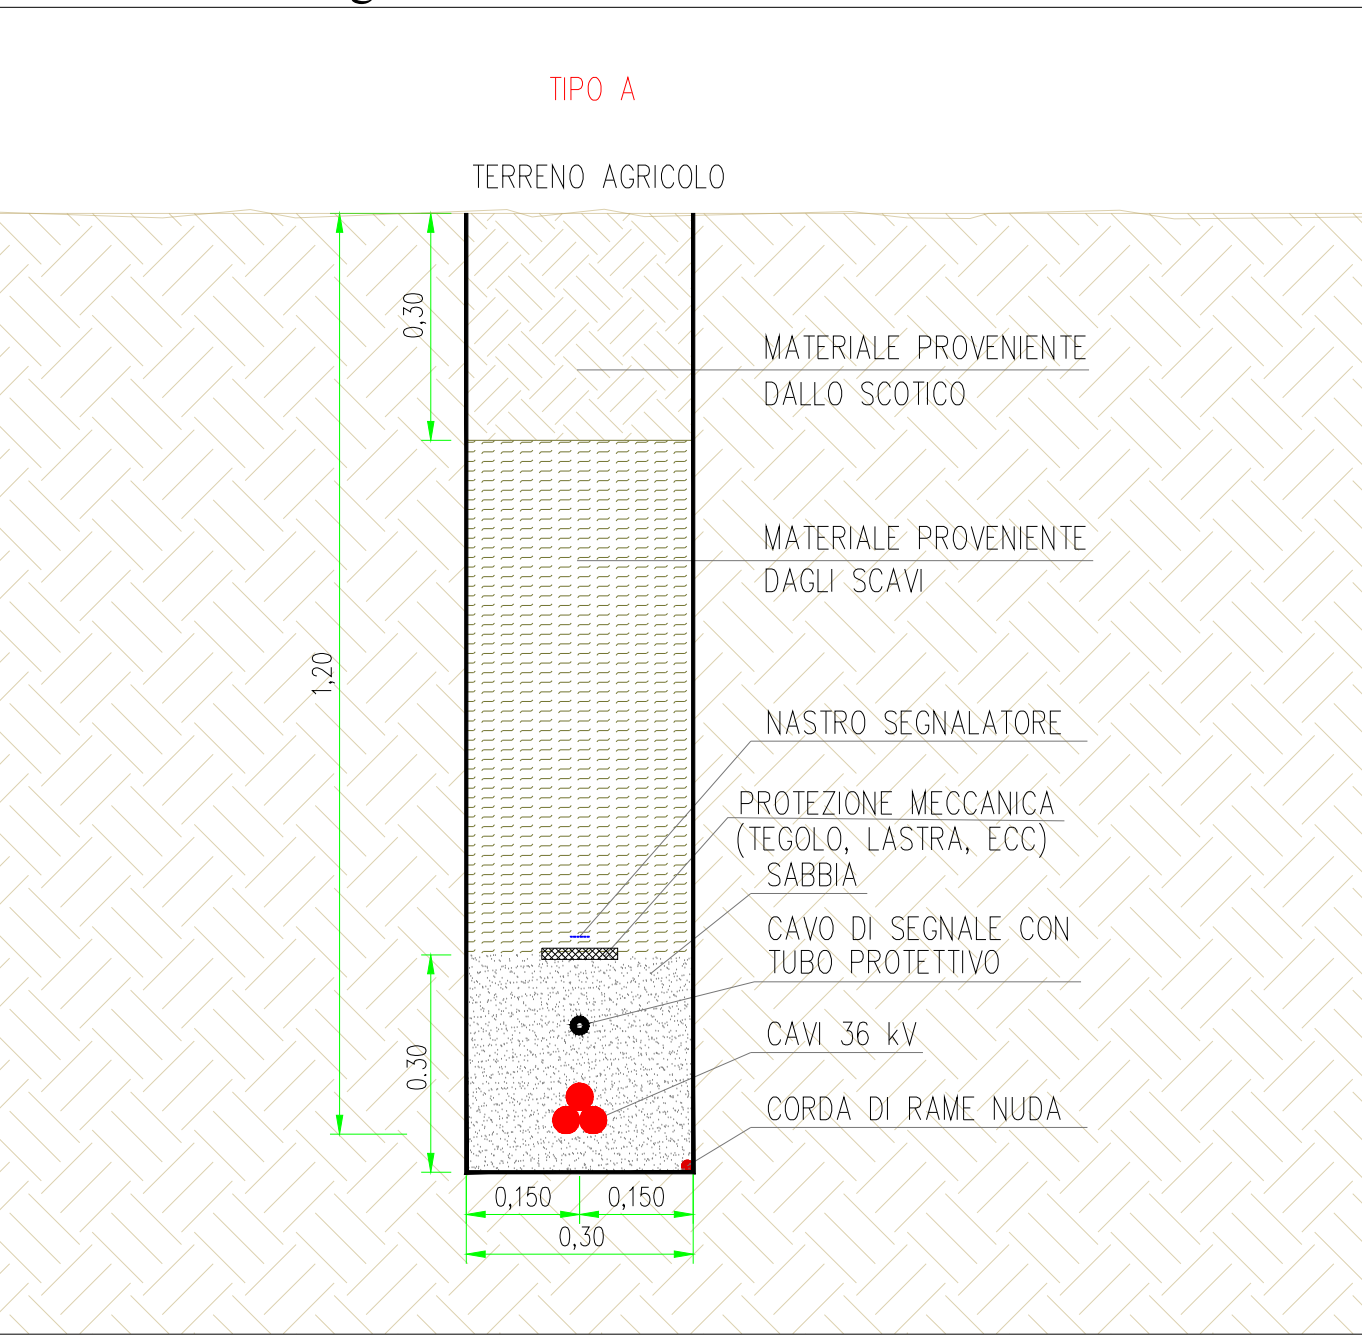 TIPO A
TERRENO AGRICOLO
0,30
MATERIALE PROVENIENTE
DALLO SCOTICO
MATERIALE PROVENIENTE
DAGLI SCAVI
1,20
NASTRO SEGNALATORE
PROTEZIONE MECCANICA
(TEGOLO, LASTRA, ECC)
SABBIA
CAVO DI SEGNALE CON
TUBO PROTETTIVO
0.30
CAVI 36 kV
CORDA DI RAME NUDA
0,150 0,150
0,30